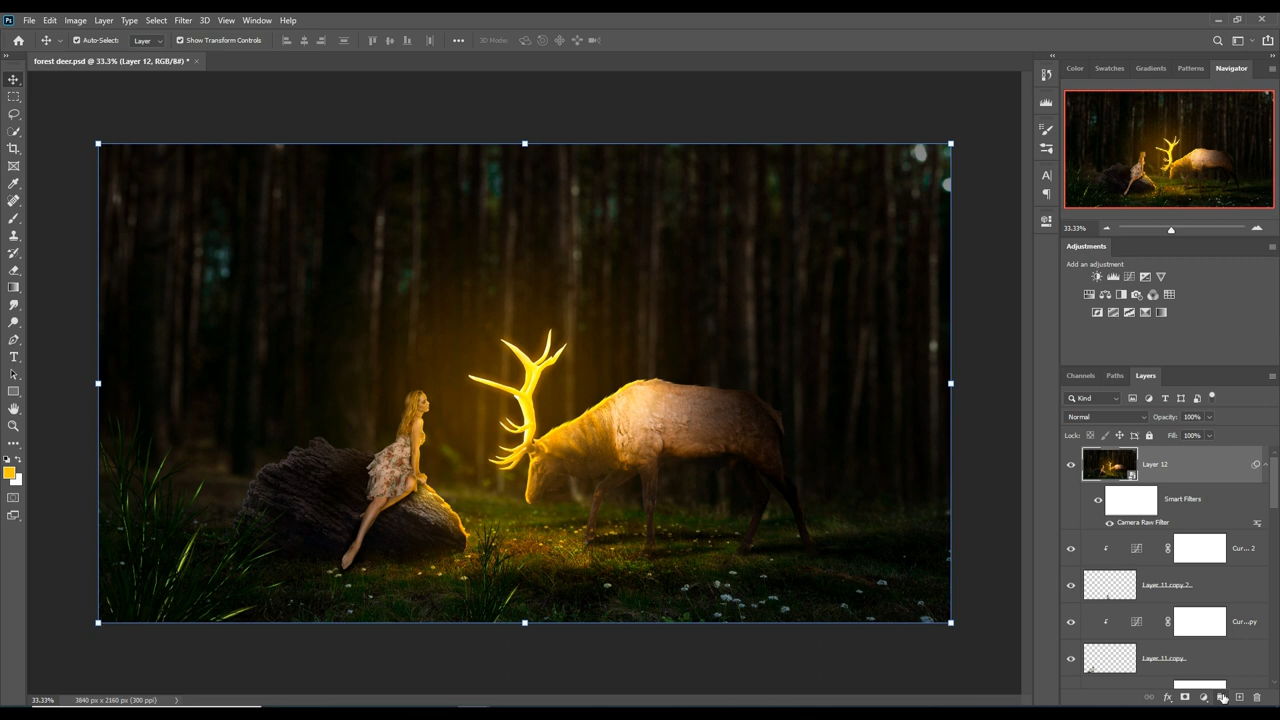 Ps File Edit Image Layer Type Select Filter 3D View Window Help
Auto-Select: Layer Show Transform Controls 3D Mode:
forest deer.psd @ 33.3% (Layer 12, RGB/8#) *
Color Swatches Gradients Patterns Navigator
33.33%
Adjustments
Add an adjustment
Channels Paths Layers
Kind
Normal Opacity: 100%
Lock: Fill: 100%
Layer 12
Smart Filters
Camera Raw Filter
Cur... 2
Layer 11 copy 2
Cur...py
Layer 11 copy
33.33% 3840 px x 2160 px (300 ppi)